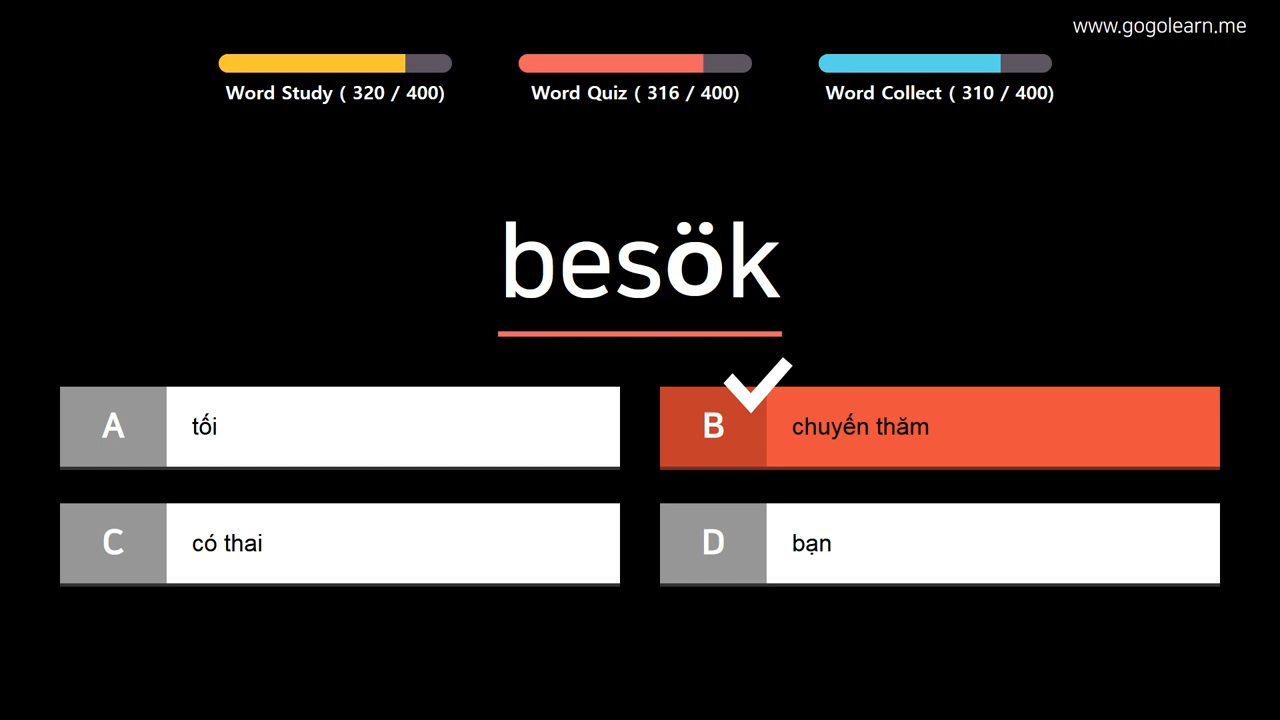 www.gogolearn.me
Word Study ( 320 / 400)
Word Quiz ( 316 / 400)
Word Collect ( 310 / 400)
besök
A tối
B chuyến thăm
C có thai
D bạn